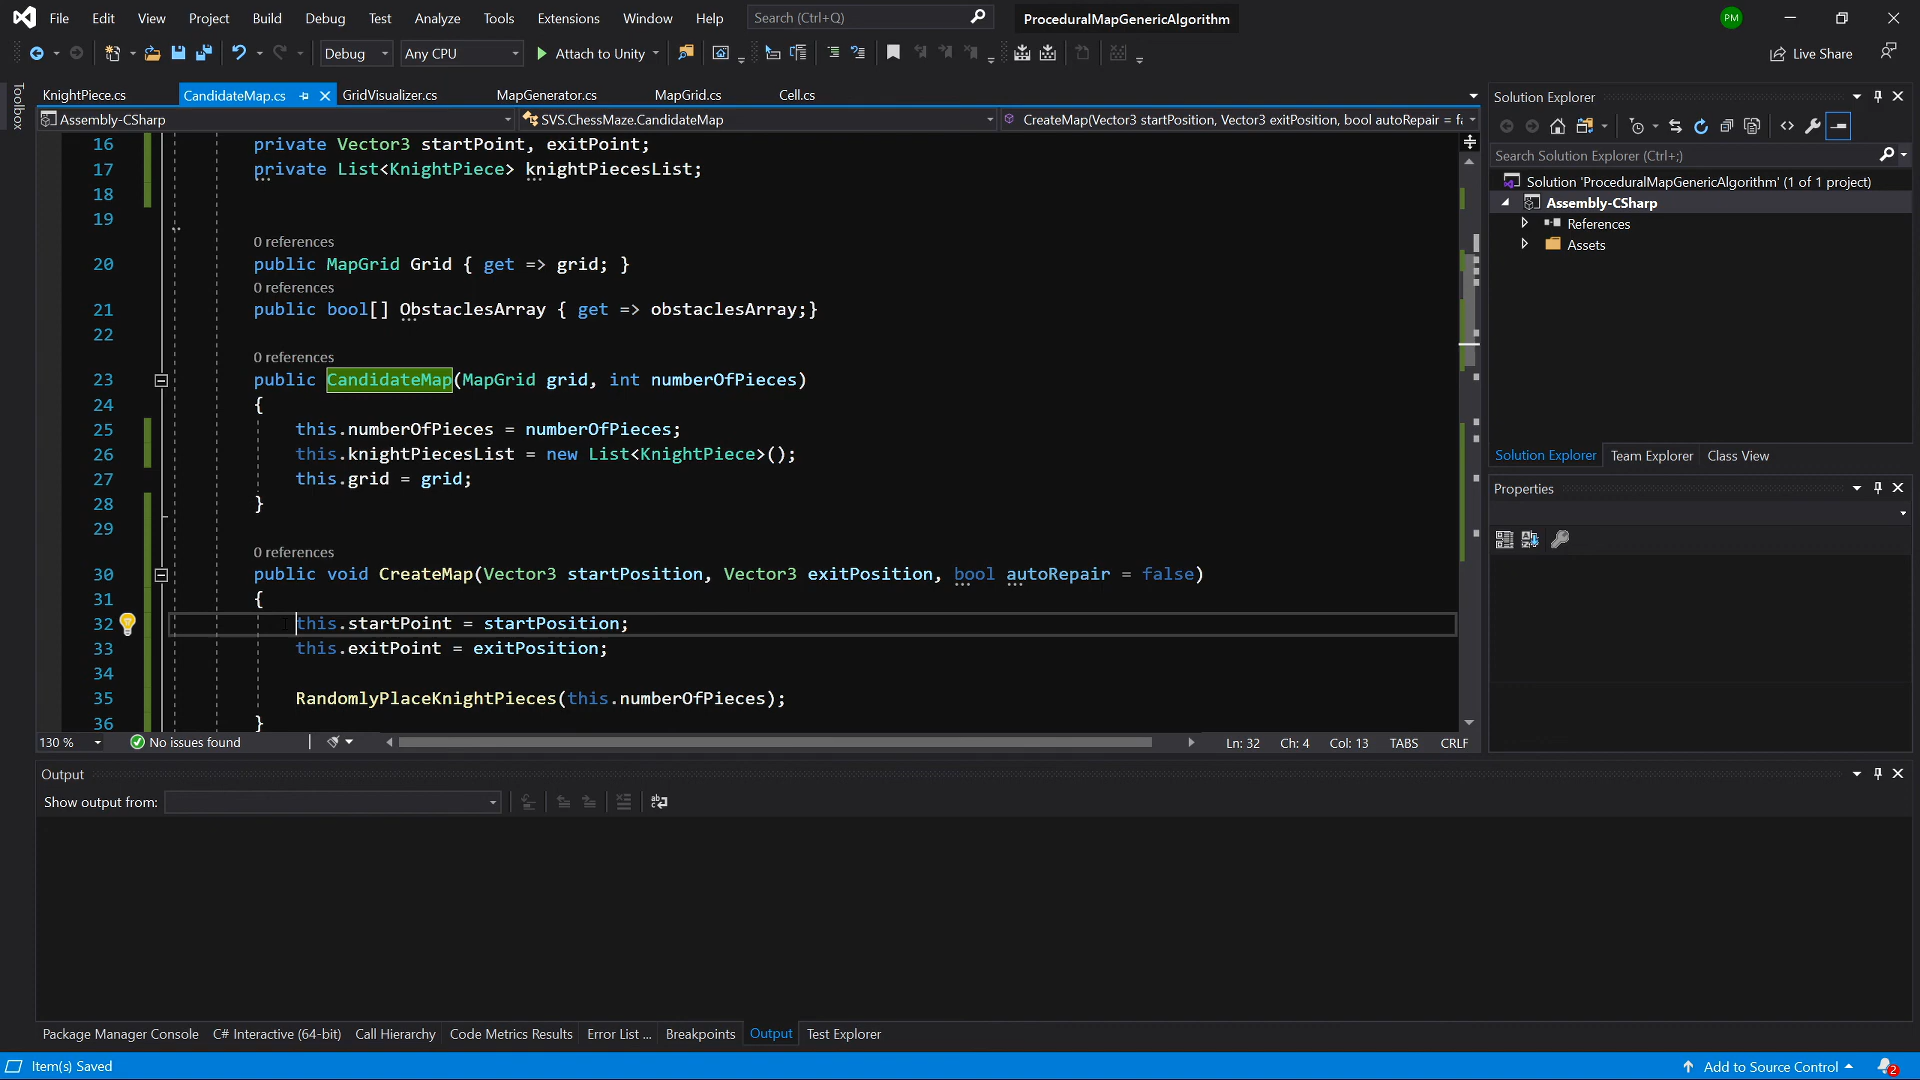 File Edit View Project Build Debug Test Analyze Tools Extensions Window Help Search (Ctrl+Q) ProceduralMapGenericAlgorithm PM
Debug Any CPU Attach to Unity Live Share
Toolbox
KnightPiece.cs CandidateMap.cs GridVisualizer.cs MapGenerator.cs MapGrid.cs Cell.cs
Assembly-CSharp SVS.ChessMaze.CandidateMap CreateMap(Vector3 startPosition, Vector3 exitPosition, bool autoRepair = fa
16 private Vector3 startPoint, exitPoint;
17 private List<KnightPiece> knightPiecesList;
18
19
0 references
20 public MapGrid Grid { get => grid; }
0 references
21 public bool[] ObstaclesArray { get => obstaclesArray;}
22
0 references
23 public CandidateMap(MapGrid grid, int numberOfPieces)
24 {
25 this.numberOfPieces = numberOfPieces;
26 this.knightPiecesList = new List<KnightPiece>();
27 this.grid = grid;
28 }
29
0 references
30 public void CreateMap(Vector3 startPosition, Vector3 exitPosition, bool autoRepair = false)
31 {
32 this.startPoint = startPosition;
33 this.exitPoint = exitPosition;
34
35 RandomlyPlaceKnightPieces(this.numberOfPieces);
36 }
130 % No issues found Ln: 32 Ch: 4 Col: 13 TABS CRLF
Solution Explorer
Search Solution Explorer (Ctrl+;)
Solution 'ProceduralMapGenericAlgorithm' (1 of 1 project)
Assembly-CSharp
References
Assets
Solution Explorer Team Explorer Class View
Properties
Output
Show output from:
Package Manager Console C# Interactive (64-bit) Call Hierarchy Code Metrics Results Error List ... Breakpoints Output Test Explorer
Item(s) Saved Add to Source Control 2